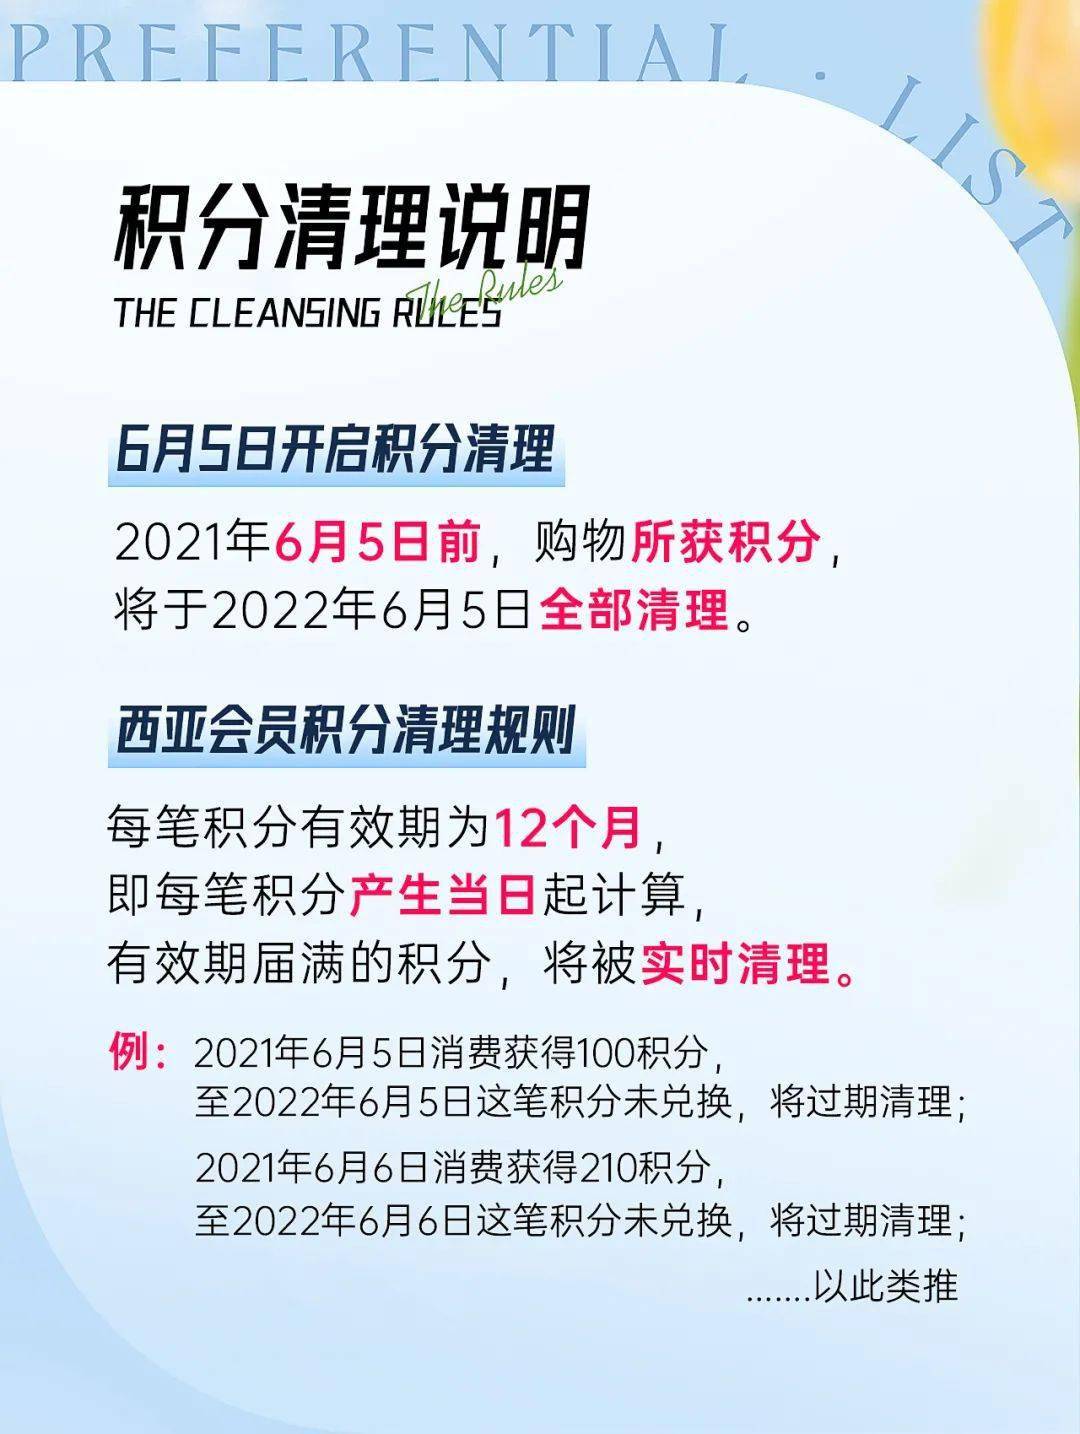 PREFERENTIAL · LIST
积分清理说明
The Rules
THE CLEANSING RULES
6月5日开启积分清理
2021年6月5日前，购物所获积分，
将于2022年6月5日全部清理。
西亚会员积分清理规则
每笔积分有效期为12个月，
即每笔积分产生当日起计算，
有效期届满的积分，将被实时清理。
例：2021年6月5日消费获得100积分，
至2022年6月5日这笔积分未兑换，将过期清理；
2021年6月6日消费获得210积分，
至2022年6月6日这笔积分未兑换，将过期清理；
.......以此类推